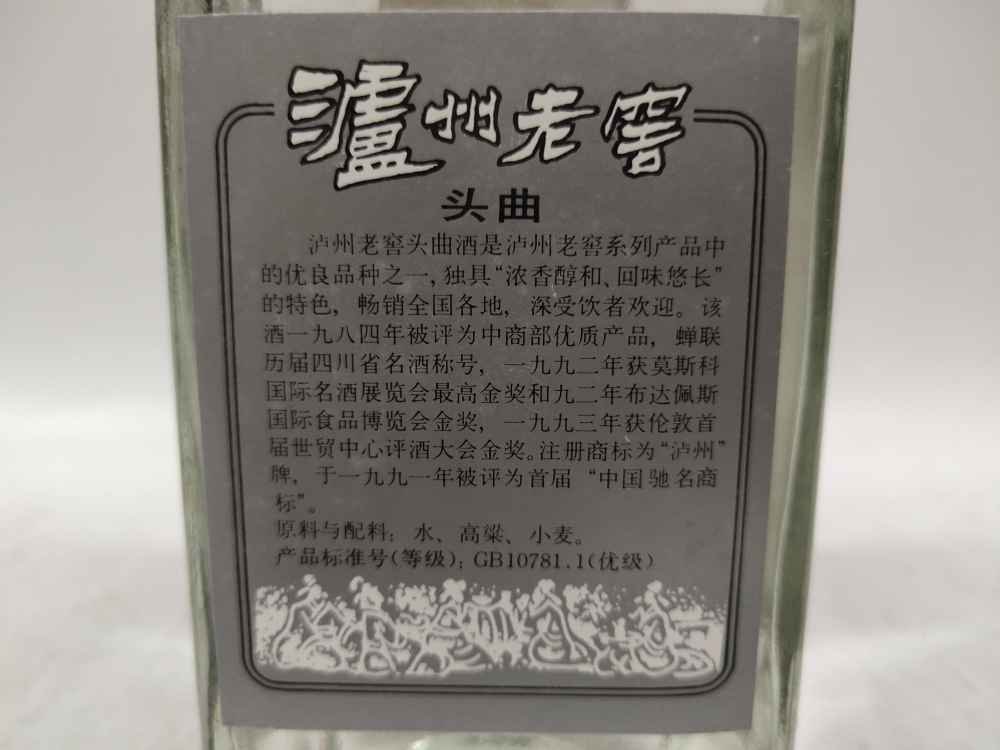 泸州老窖
头曲
泸州老窖头曲酒是泸州老窖系列产品中
的优良品种之一,独具“浓香醇和、回味悠长”
的特色，畅销全国各地，深受饮者欢迎。该
酒一九八四年被评为中商部优质产品，蝉联
历届四川省名酒称号，一九九二年获莫斯科
国际名酒展览会最高金奖和九二年布达佩斯
国际食品博览会金奖，一九九三年获伦敦首
届世贸中心评酒大会金奖。注册商标为“泸州”
牌，于一九九一年被评为首届“中国驰名商
标”。
原料与配料：水、高粱、小麦。
产品标准号(等级)：GB10781.1(优级)